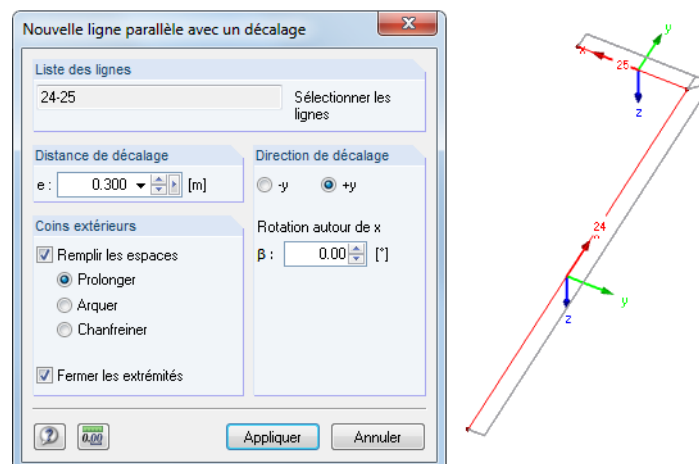 Nouvelle ligne parallèle avec un décalage
Liste des lignes
24-25
Sélectionner les
lignes
Distance de décalage
e : 0.300 [m]
Direction de décalage
-y +y
Rotation autour de x
β : 0.00 [°]
Coins extérieurs
Remplir les espaces
Prolonger
Arquer
Chanfreiner
Fermer les extrémités
0.00
Appliquer
Annuler
y
x
25
z
24
y
z